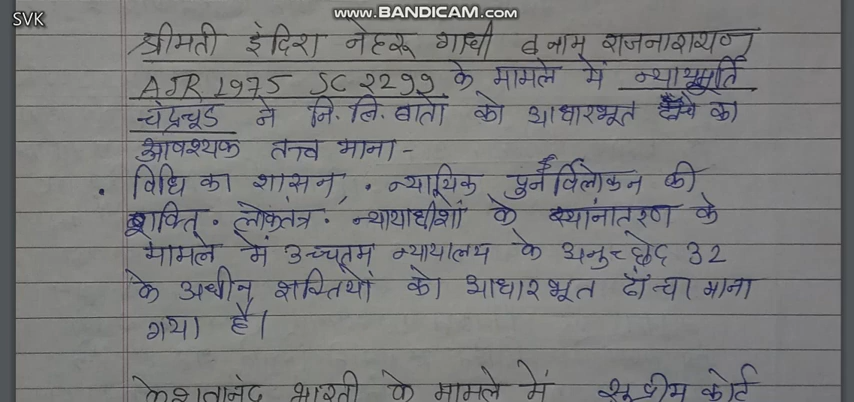 SVK
www.BANDICAM.com
श्रीमती इंदिरा नेहरू गाधी बनाम राजनारायण
AIR 1975 SC 2299 के मामले में न्यायमुर्ति
चंद्रचूड ने नि. लि. बातो को आधारभूत ढाँचे का
आवश्यक तत्त्व माना -
• विधि का शासन, • न्यायिक पुर्नर्विलोकन की
शक्ति • लोकतंत्र • न्यायाधीशों के स्थानांतरण के
मामले में उच्चतम न्यायालय के अनुच्छेद 32
के अधीन शक्तियों को आधारभूत ढाँचा माना
गया है।
केशवानंद भारती के मामले में सुप्रीम कोर्ट